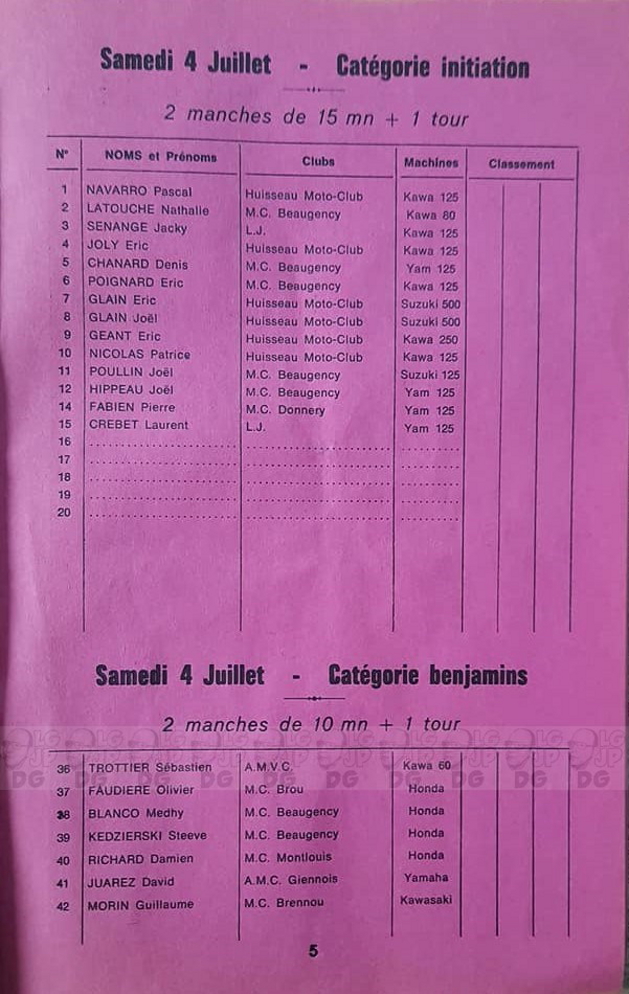 Samedi 4 Juillet - Catégorie initiation
2 manches de 15 mn + 1 tour
N° NOMS et Prénoms Clubs Machines Classement
1 NAVARRO Pascal Huisseau Moto-Club Kawa 125
2 LATOUCHE Nathalie M.C. Beaugency Kawa 80
3 SENANGE Jacky L.J. Kawa 125
4 JOLY Eric Huisseau Moto-Club Kawa 125
5 CHANARD Denis M.C. Beaugency Yam 125
6 POIGNARD Eric M.C. Beaugency Kawa 125
7 GLAIN Eric Huisseau Moto-Club Suzuki 500
8 GLAIN Joël Huisseau Moto-Club Suzuki 500
9 GEANT Eric Huisseau Moto-Club Kawa 250
10 NICOLAS Patrice Huisseau Moto-Club Kawa 125
11 POULLIN Joël M.C. Beaugency Suzuki 125
12 HIPPEAU Joël M.C. Beaugency Yam 125
14 FABIEN Pierre M.C. Donnery Yam 125
15 CREBET Laurent L.J. Yam 125
16
17
18
19
20
Samedi 4 Juillet - Catégorie benjamins
2 manches de 10 mn + 1 tour
36 TROTTIER Sébastien A.M.V.C. Kawa 60
37 FAUDIERE Olivier M.C. Brou Honda
38 BLANCO Medhy M.C. Beaugency Honda
39 KEDZIERSKI Steeve M.C. Beaugency Honda
40 RICHARD Damien M.C. Montlouis Honda
41 JUAREZ David A.M.C. Giennois Yamaha
42 MORIN Guillaume M.C. Brennou Kawasaki
5